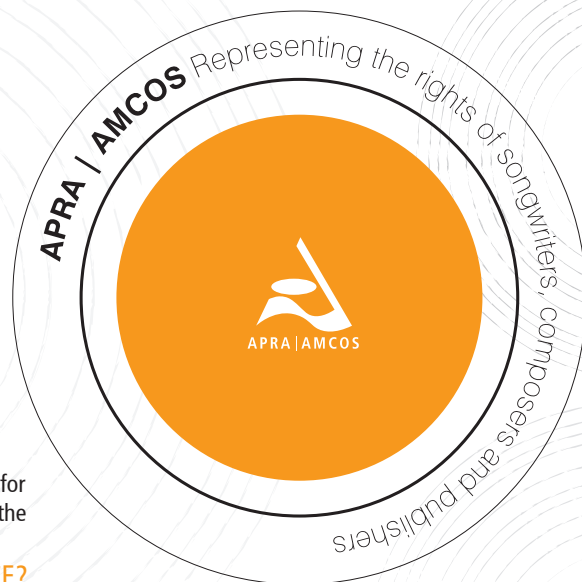 APRA | AMCOS Representing the rights of songwriters, composers and publishers
APRA|AMCOS
for
the
E?